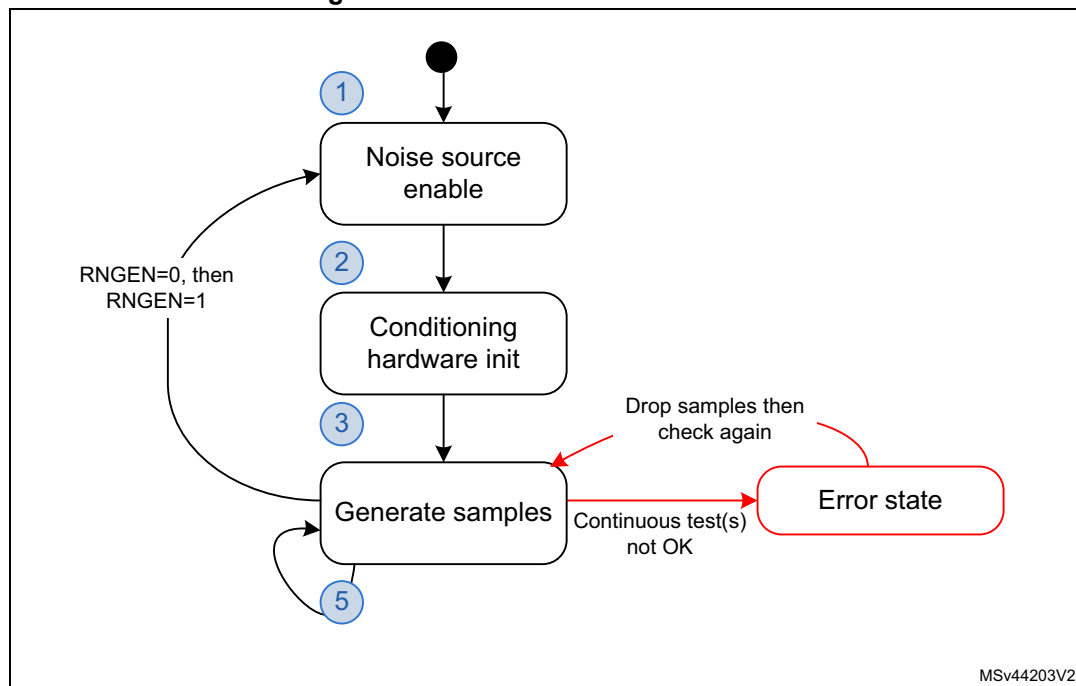 1
Noise source
enable
2
RNGEN=0, then
RNGEN=1
Conditioning
hardware init
3
Drop samples then
check again
Generate samples
Continuous test(s)
not OK
Error state
5
MSv44203V2